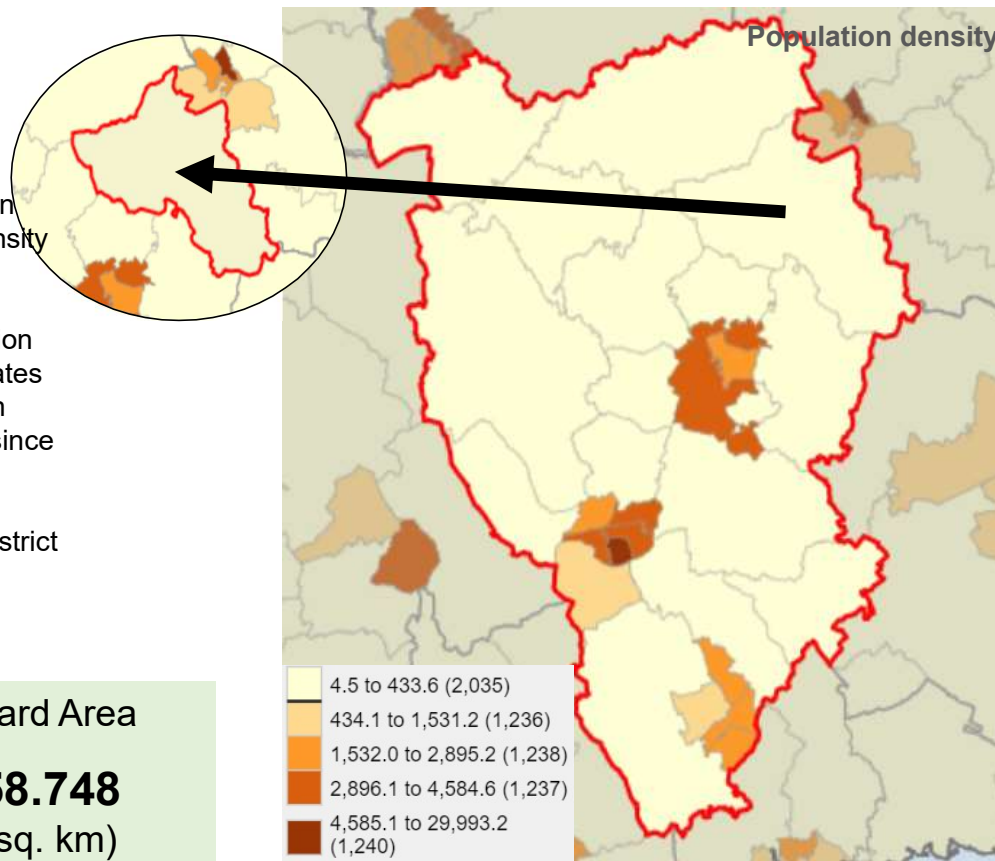 Population density
n
nsity
on
ates
n
since
strict
ard Area
58.748
sq. km)
4.5 to 433.6 (2,035)
434.1 to 1,531.2 (1,236)
1,532.0 to 2,895.2 (1,238)
2,896.1 to 4,584.6 (1,237)
4,585.1 to 29,993.2
(1,240)